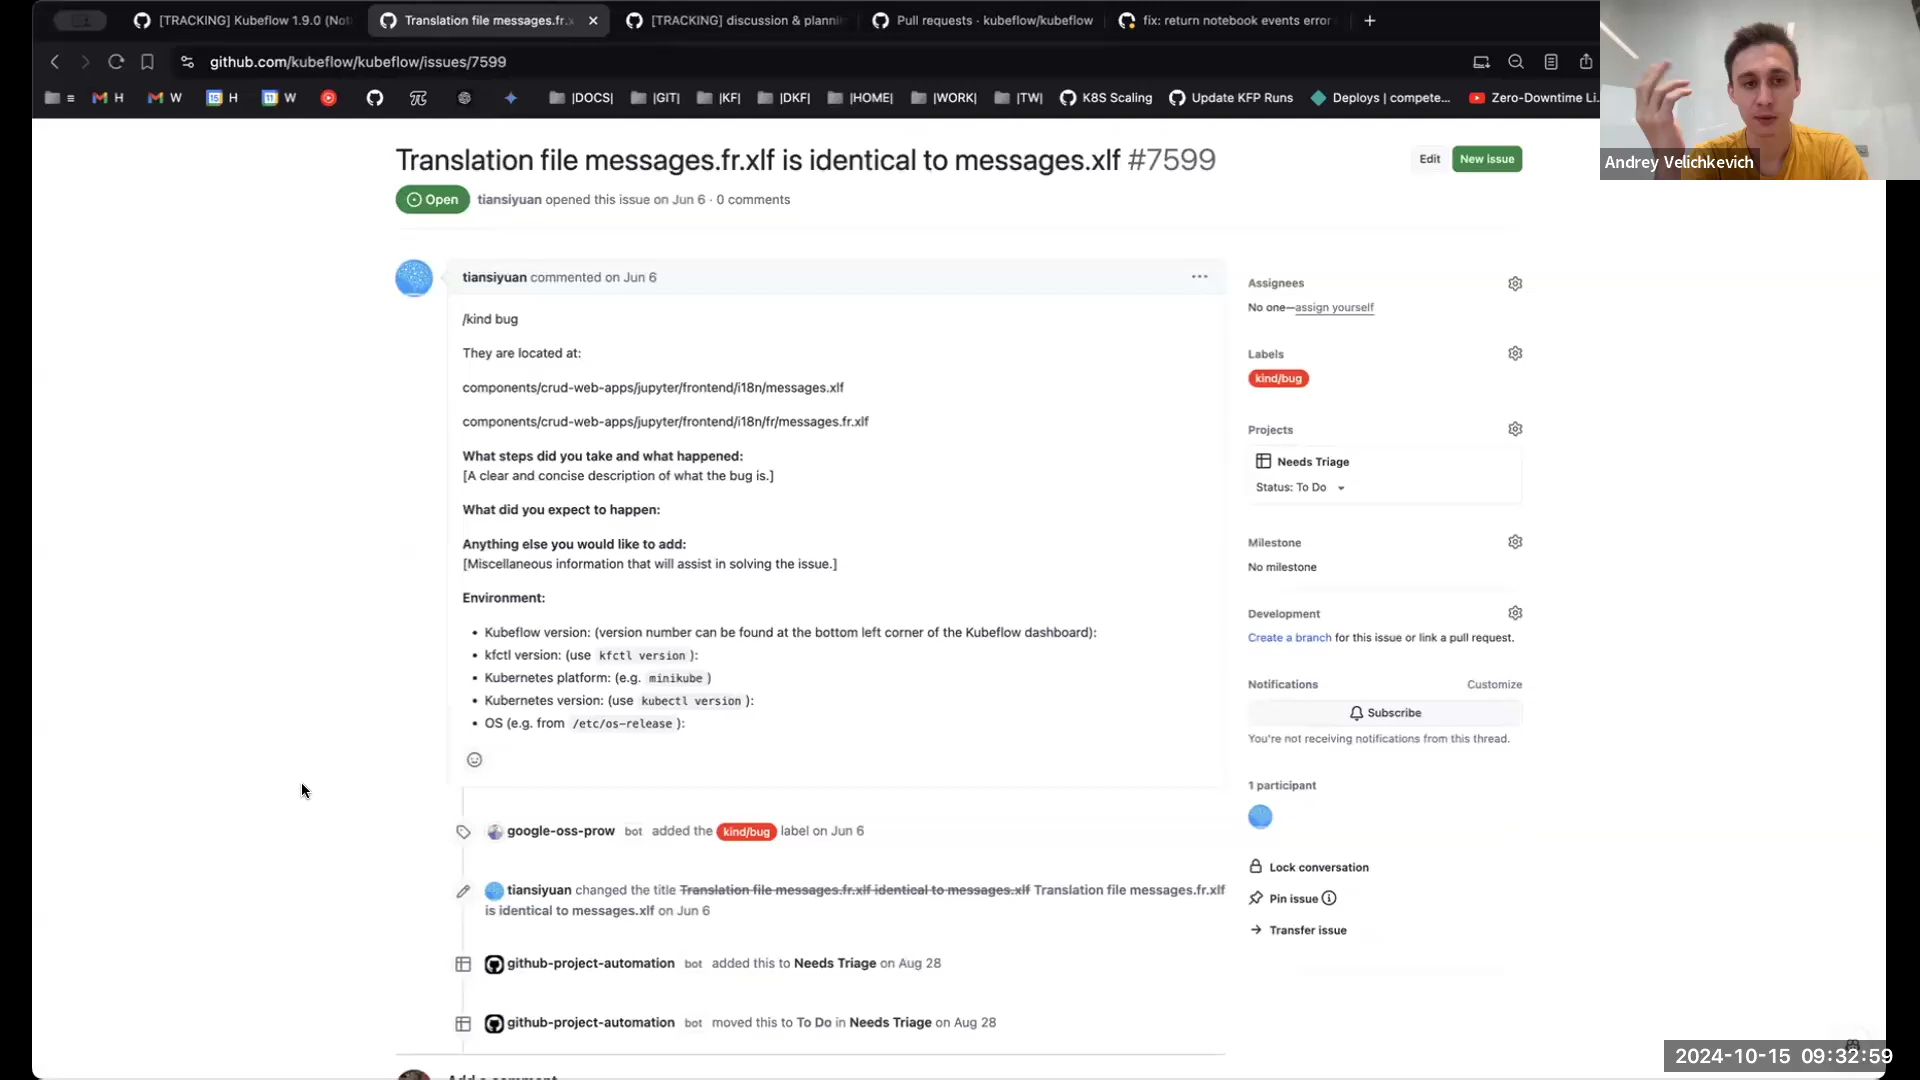 [TRACKING] Kubeflow 1.9.0 (Not
Translation file messages.fr.x
[TRACKING] discussion & plannin
Pull requests · kubeflow/kubeflow
fix: return notebook events error
github.com/kubeflow/kubeflow/issues/7599
H
W
H
W
|DOCS|
|GIT|
|KF|
|DKF|
|HOME|
|WORK|
|TW|
K8S Scaling
Update KFP Runs
Deploys | compete...
Zero-Downtime Li...
Andrey Velichkevich
Translation file messages.fr.xlf is identical to messages.xlf #7599
Edit
New issue
Open
tiansiyuan opened this issue on Jun 6 · 0 comments
tiansiyuan commented on Jun 6
/kind bug
They are located at:
components/crud-web-apps/jupyter/frontend/i18n/messages.xlf
components/crud-web-apps/jupyter/frontend/i18n/fr/messages.fr.xlf
What steps did you take and what happened:
[A clear and concise description of what the bug is.]
What did you expect to happen:
Anything else you would like to add:
[Miscellaneous information that will assist in solving the issue.]
Environment:
• Kubeflow version: (version number can be found at the bottom left corner of the Kubeflow dashboard):
• kfctl version: (use kfctl version ):
• Kubernetes platform: (e.g. minikube )
• Kubernetes version: (use kubectl version ):
• OS (e.g. from /etc/os-release ):
google-oss-prow bot added the kind/bug label on Jun 6
tiansiyuan changed the title Translation file messages.fr.xlf identical to messages.xlf Translation file messages.fr.xlf
is identical to messages.xlf on Jun 6
github-project-automation bot added this to Needs Triage on Aug 28
github-project-automation bot moved this to To Do in Needs Triage on Aug 28
Add a comment
Assignees
No one—assign yourself
Labels
kind/bug
Projects
Needs Triage
Status: To Do
Milestone
No milestone
Development
Create a branch for this issue or link a pull request.
Notifications
Customize
Subscribe
You're not receiving notifications from this thread.
1 participant
Lock conversation
Pin issue
Transfer issue
2024-10-15 09:32:59